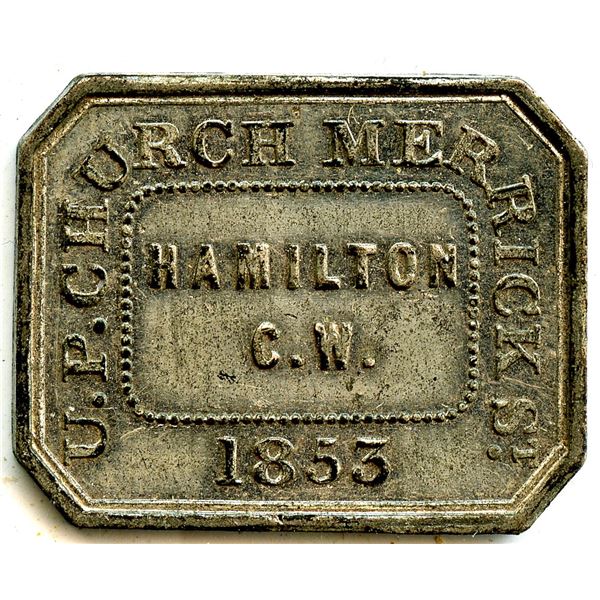 U.P. CHURCH MERRICK ST.
HAMILTON
C.W.
1853